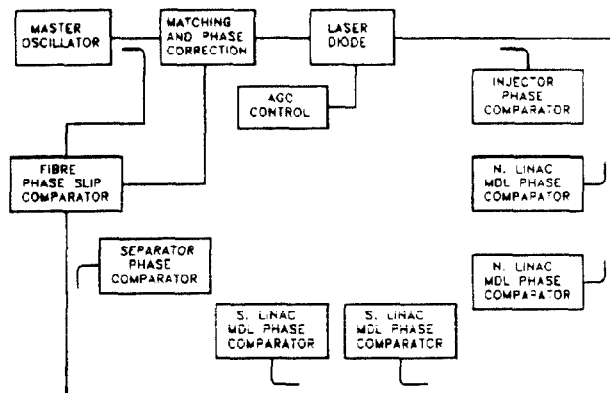 MASTER
OSCILLATOR
MATCHING
AND PHASE
CORRECTION
LASER
DIODE
AGC
CONTROL
INJECTOR
PHASE
COMPARATOR
FIBRE
PHASE SLIP
COMPARATOR
N. LINAC
MDL PHASE
COMPARATOR
SEPARATOR
PHASE
COMPARATOR
N. LINAC
MDL PHASE
COMPARATOR
S. LINAC
MDL PHASE
COMPARATOR
S. LINAC
MDL PHASE
COMPARATOR